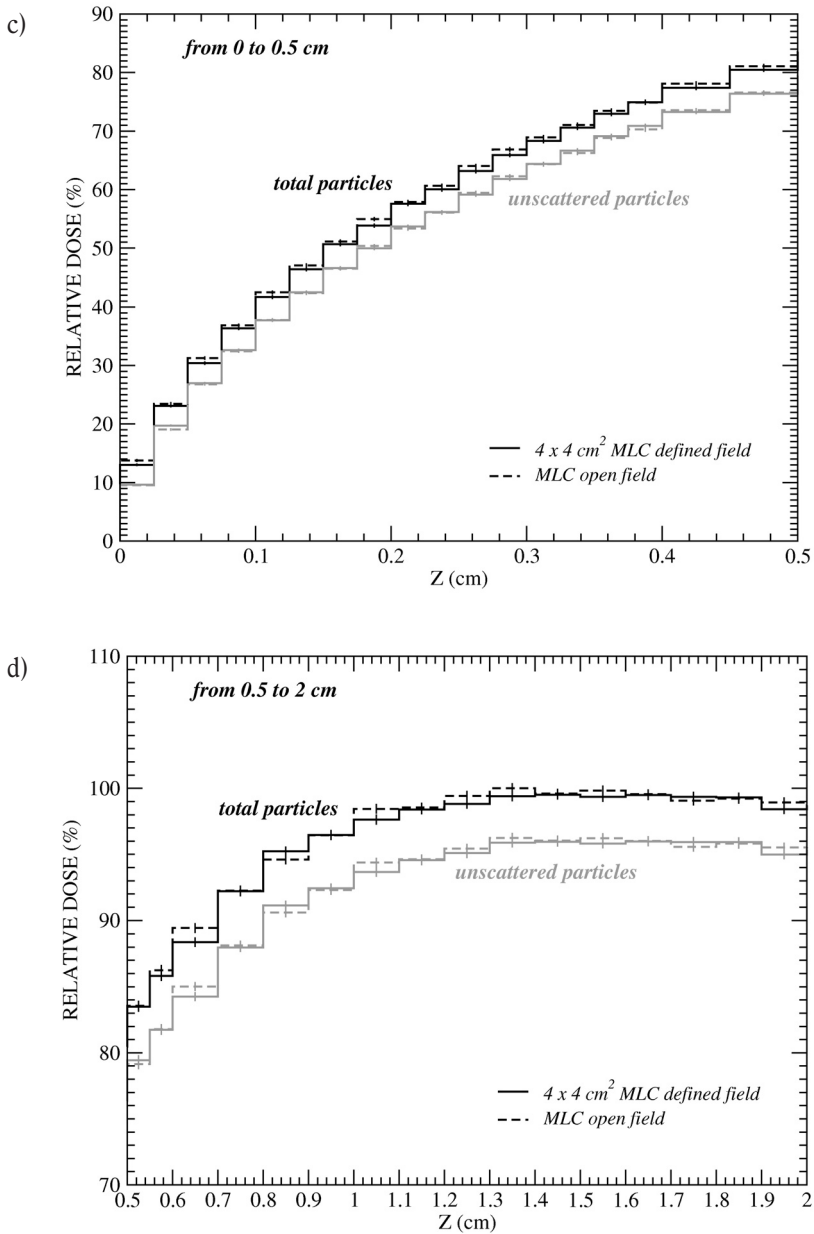 c)
from 0 to 0.5 cm
total particles
unscattered particles
RELATIVE DOSE (%)
90
80
70
60
50
40
30
20
10
0
4 x 4 cm² MLC defined field
MLC open field
0 0.1 0.2 0.3 0.4 0.5
Z (cm)
d)
from 0.5 to 2 cm
total particles
unscattered particles
RELATIVE DOSE (%)
110
100
90
80
70
4 x 4 cm² MLC defined field
MLC open field
0.5 0.6 0.7 0.8 0.9 1 1.1 1.2 1.3 1.4 1.5 1.6 1.7 1.8 1.9 2
Z (cm)